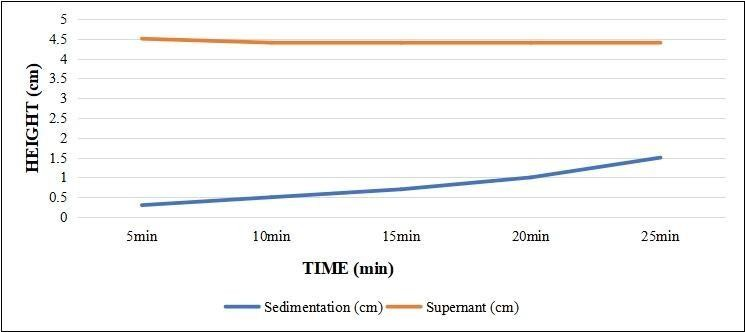 5
4.5
4
3.5
3
2.5
2
1.5
1
0.5
0
HEIGHT (cm)
5min 10min 15min 20min 25min
TIME (min)
Sedimentation (cm) Supernant (cm)